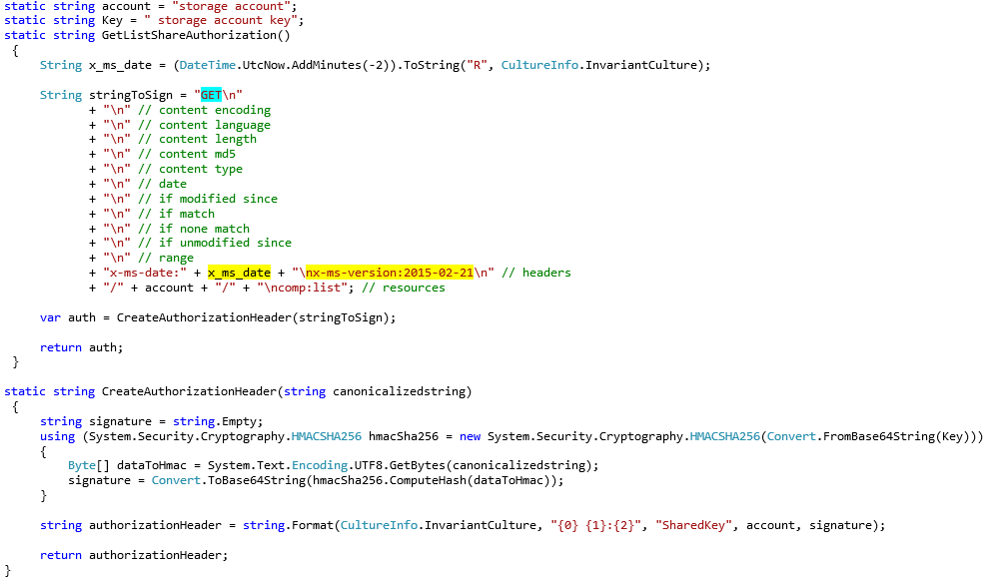 static string account = "storage account";
static string Key = " storage account key";
static string GetListShareAuthorization()
{
String x_ms_date = (DateTime.UtcNow.AddMinutes(-2)).ToString("R", CultureInfo.InvariantCulture);
String stringToSign = "GET\n"
+ "\n" // content encoding
+ "\n" // content language
+ "\n" // content length
+ "\n" // content md5
+ "\n" // content type
+ "\n" // date
+ "\n" // if modified since
+ "\n" // if match
+ "\n" // if none match
+ "\n" // if unmodified since
+ "\n" // range
+ "x-ms-date:" + x_ms_date + "\nx-ms-version:2015-02-21\n" // headers
+ "/" + account + "/" + "\ncomp:list"; // resources
var auth = CreateAuthorizationHeader(stringToSign);
return auth;
}
static string CreateAuthorizationHeader(string canonicalizedstring)
{
string signature = string.Empty;
using (System.Security.Cryptography.HMACSHA256 hmacSha256 = new System.Security.Cryptography.HMACSHA256(Convert.FromBase64String(Key)))
{
Byte[] dataToHmac = System.Text.Encoding.UTF8.GetBytes(canonicalizedstring);
signature = Convert.ToBase64String(hmacSha256.ComputeHash(dataToHmac));
}
string authorizationHeader = string.Format(CultureInfo.InvariantCulture, "{0} {1}:{2}", "SharedKey", account, signature);
return authorizationHeader;
}